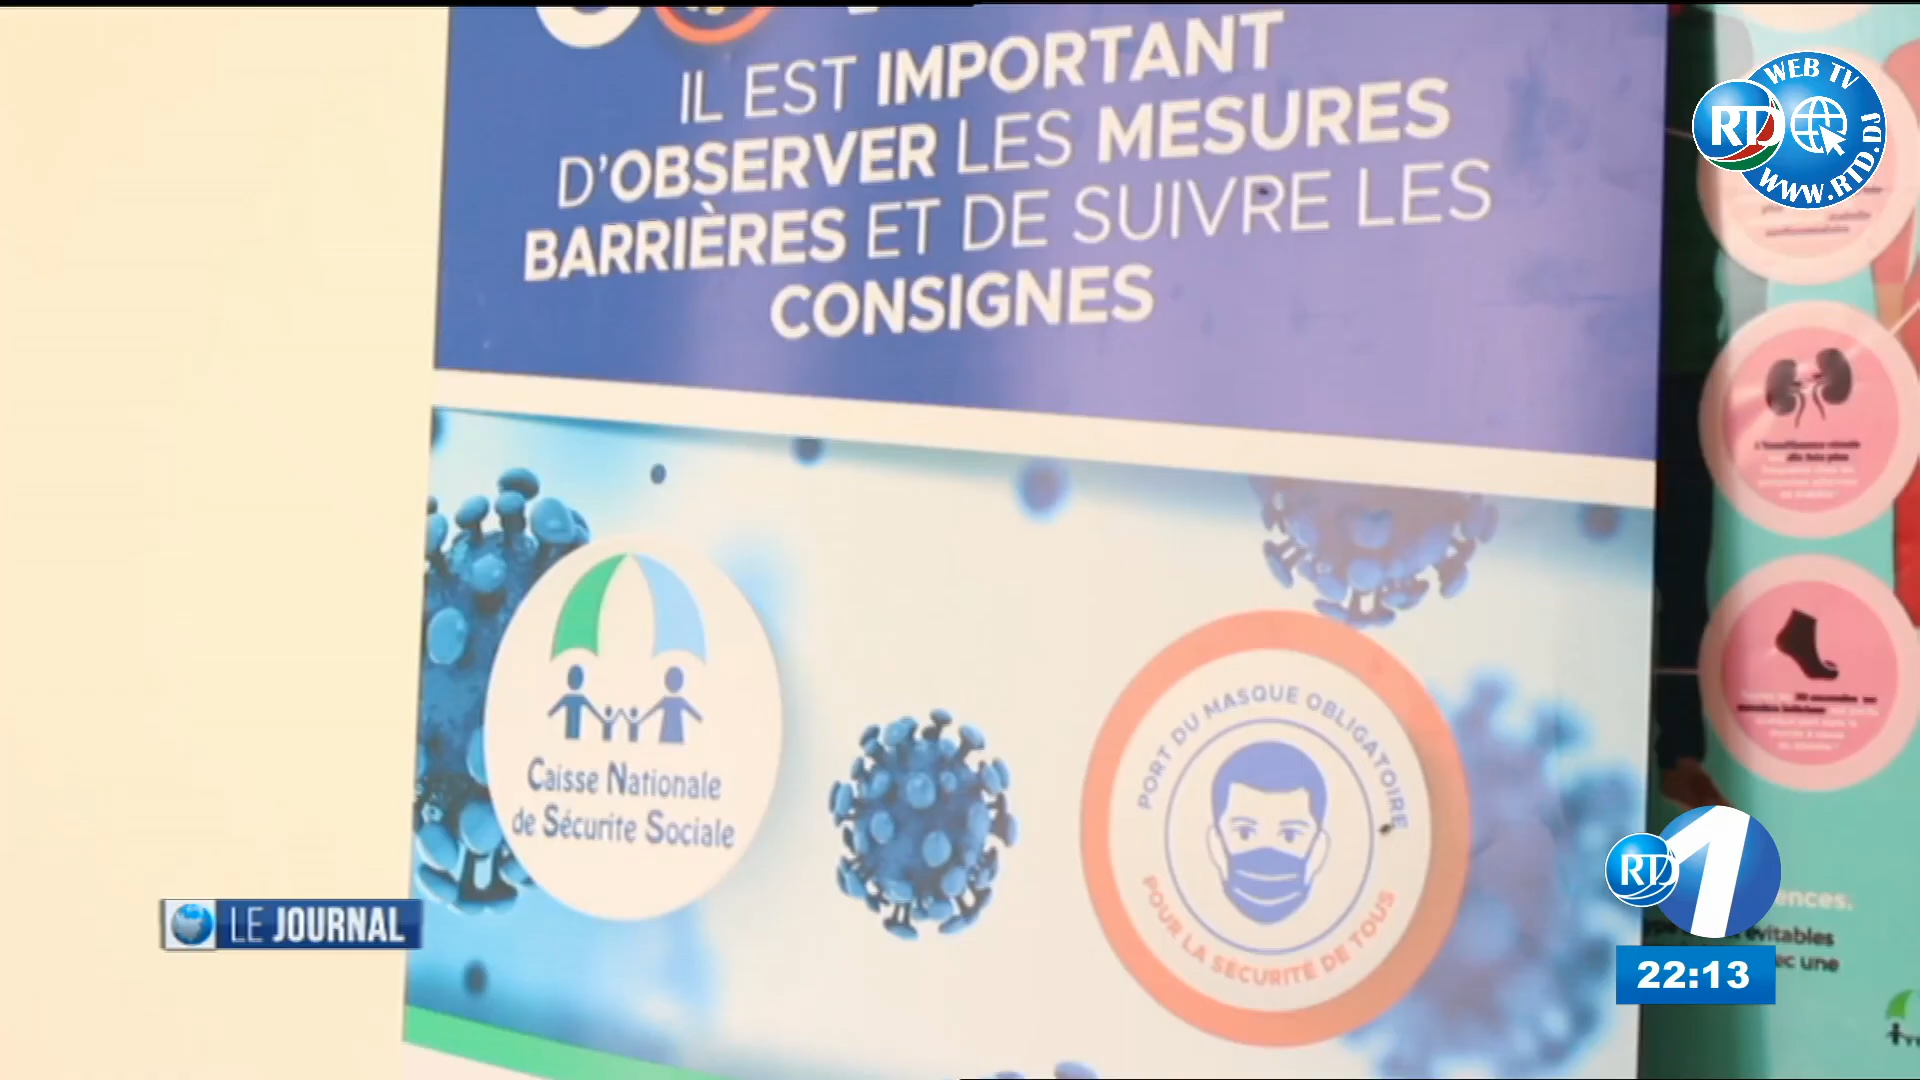 IL EST IMPORTANT
D'OBSERVER LES MESURES
BARRIÈRES ET DE SUIVRE LES
CONSIGNES
WEB TV
RTD
WWW.RTD.DJ
Caisse Nationale
de Sécurité Sociale
PORT DU MASQUE OBLIGATOIRE
POUR LA SÉCURITÉ DE TOUS
LE JOURNAL
RTD 1
22:13
évitables
une